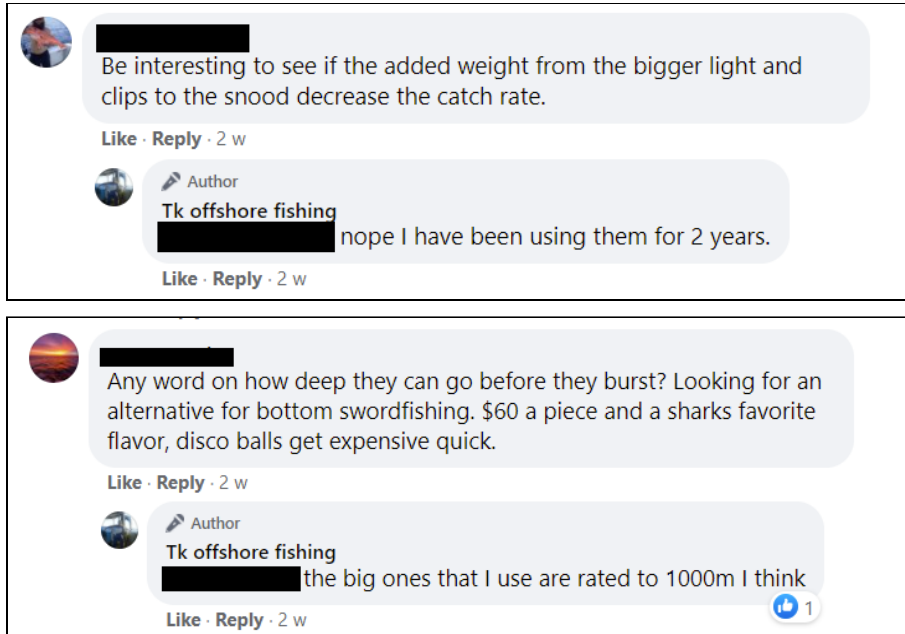 Be interesting to see if the added weight from the bigger light and
clips to the snood decrease the catch rate.
Like · Reply · 2 w
Author
Tk offshore fishing
nope I have been using them for 2 years.
Like · Reply · 2 w
Any word on how deep they can go before they burst? Looking for an
alternative for bottom swordfishing. $60 a piece and a sharks favorite
flavor, disco balls get expensive quick.
Like · Reply · 2 w
Author
Tk offshore fishing
the big ones that I use are rated to 1000m I think
1
Like · Reply · 2 w